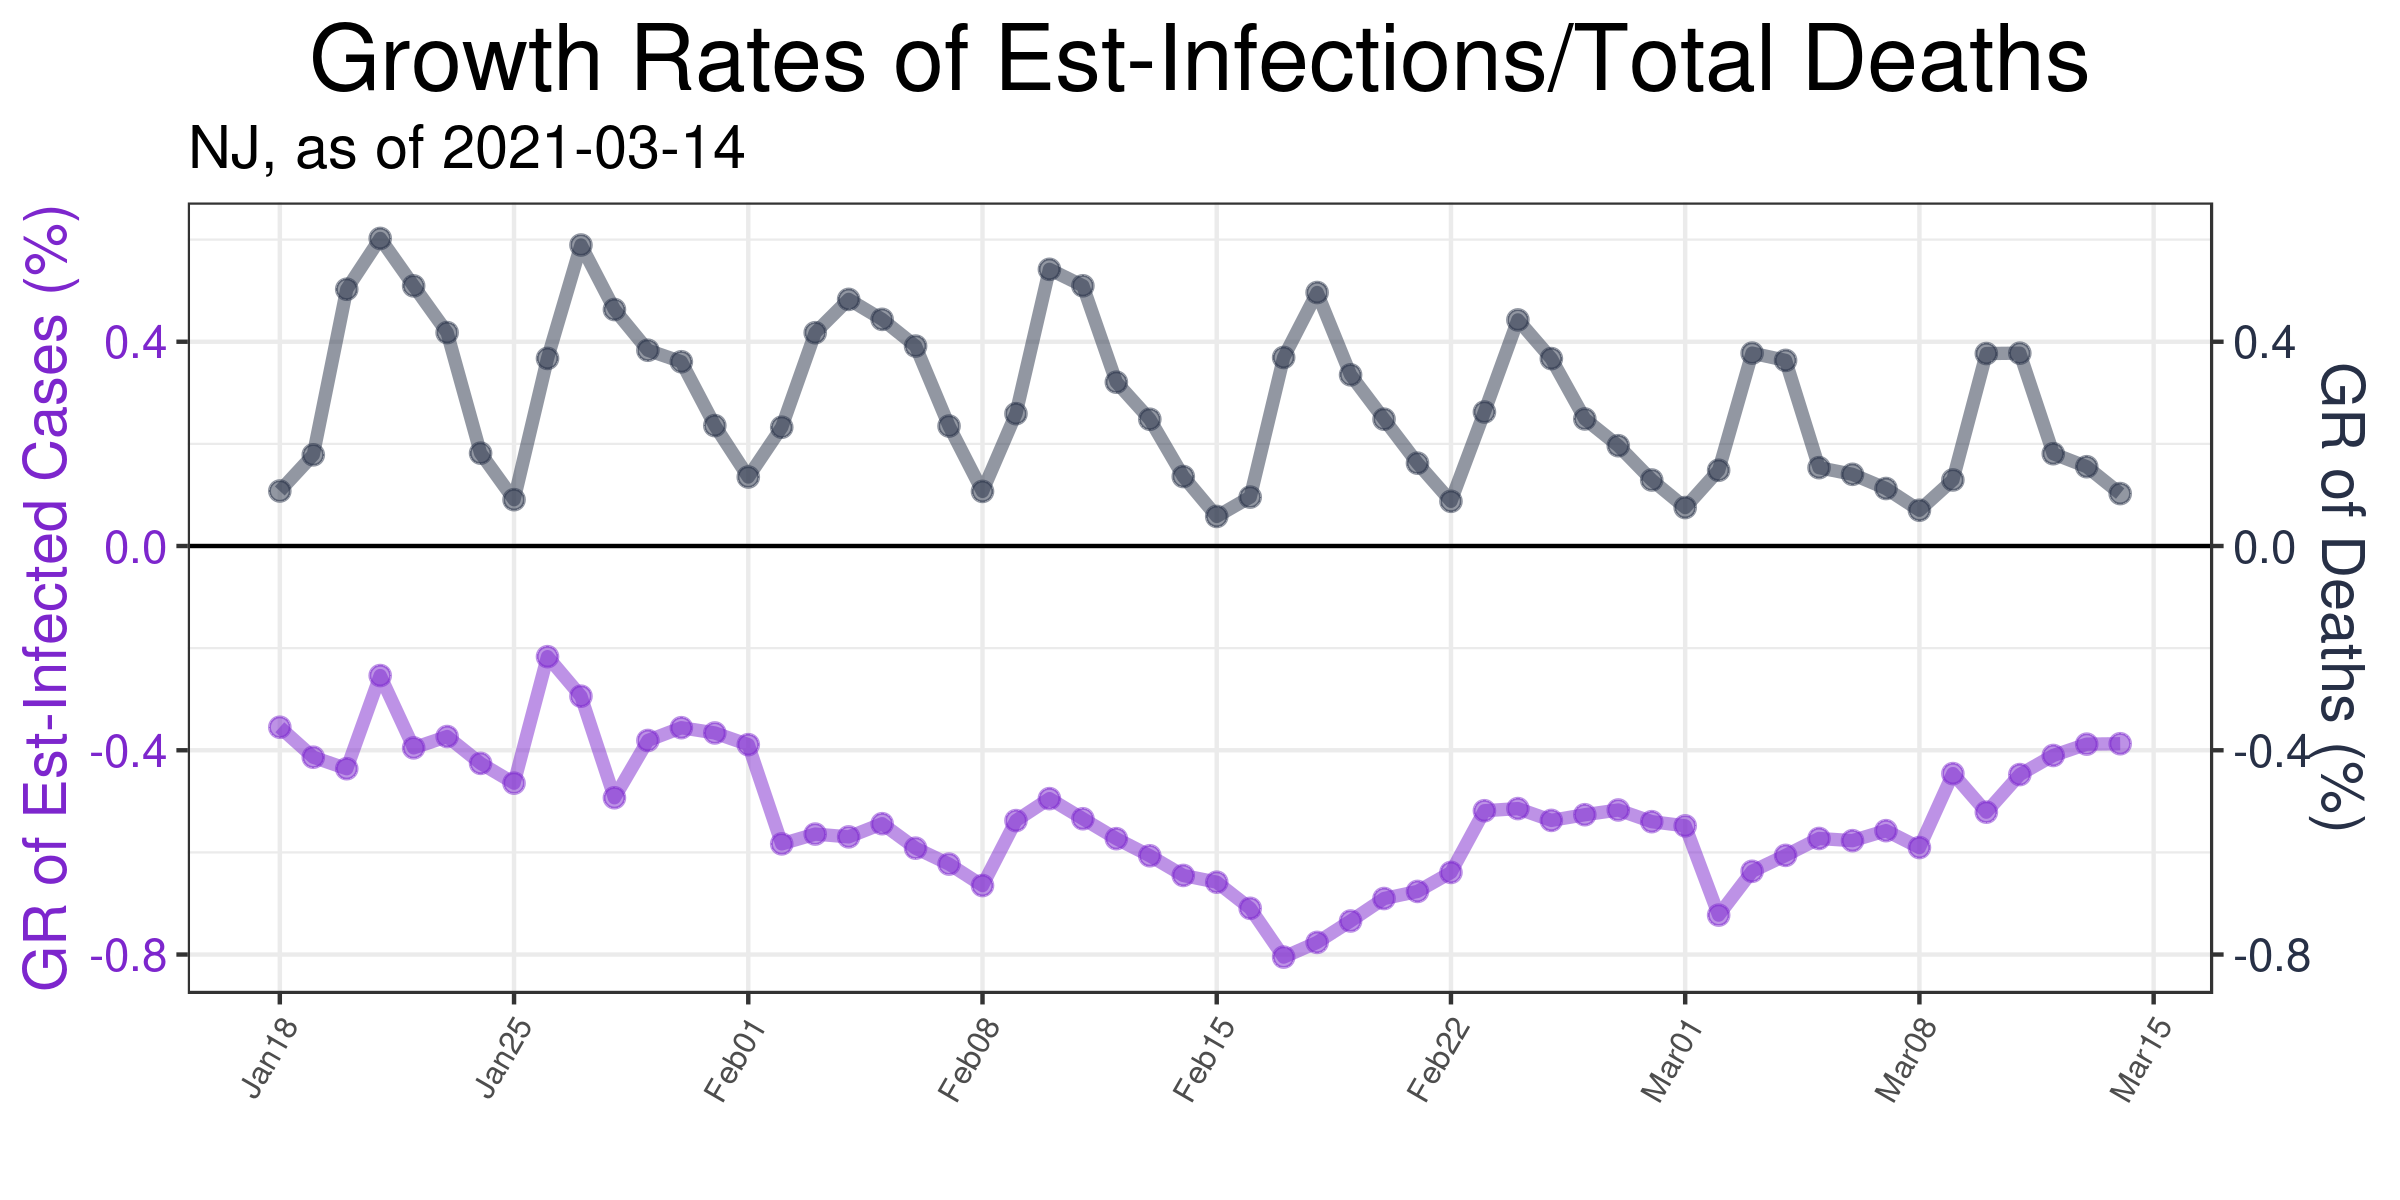 Growth Rates of Est-Infections/Total Deaths
NJ, as of 2021-03-14
GR of Est-Infected Cases (%)
0.4
0.0
-0.4
-0.8
0.4
0.0
-0.4
-0.8
GR of Deaths (%)
Jan18
Jan25
Feb01
Feb08
Feb15
Feb22
Mar01
Mar08
Mar15